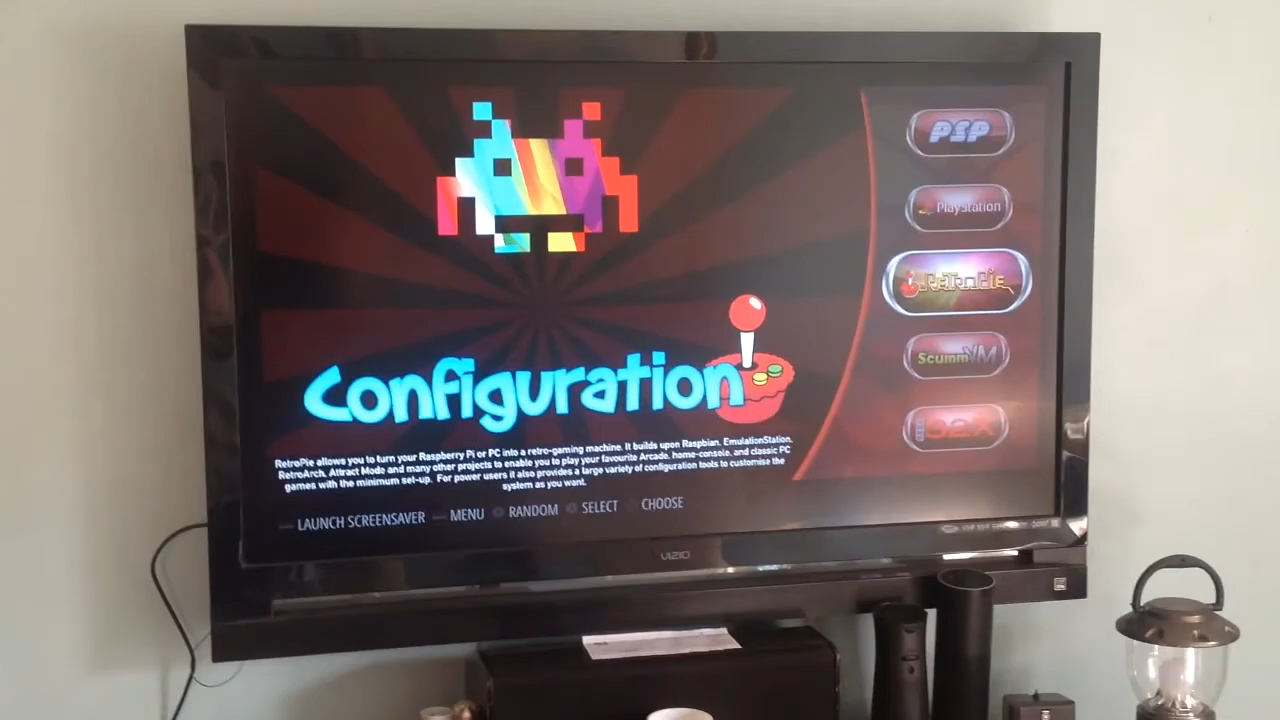 PSP
PlayStation
RetroPie
ScummVM
32X
Configuration
RetroPie allows you to turn your Raspberry Pi or PC into a retro-gaming machine. It builds upon Raspbian, EmulationStation,
RetroArch, Attract Mode and many other projects to enable you to play your favourite Arcade, home-console, and classic PC
games with the minimum set-up. For power users it also provides a large variety of configuration tools to customise the
system as you want.
LAUNCH SCREENSAVER MENU RANDOM SELECT CHOOSE
VIZIO